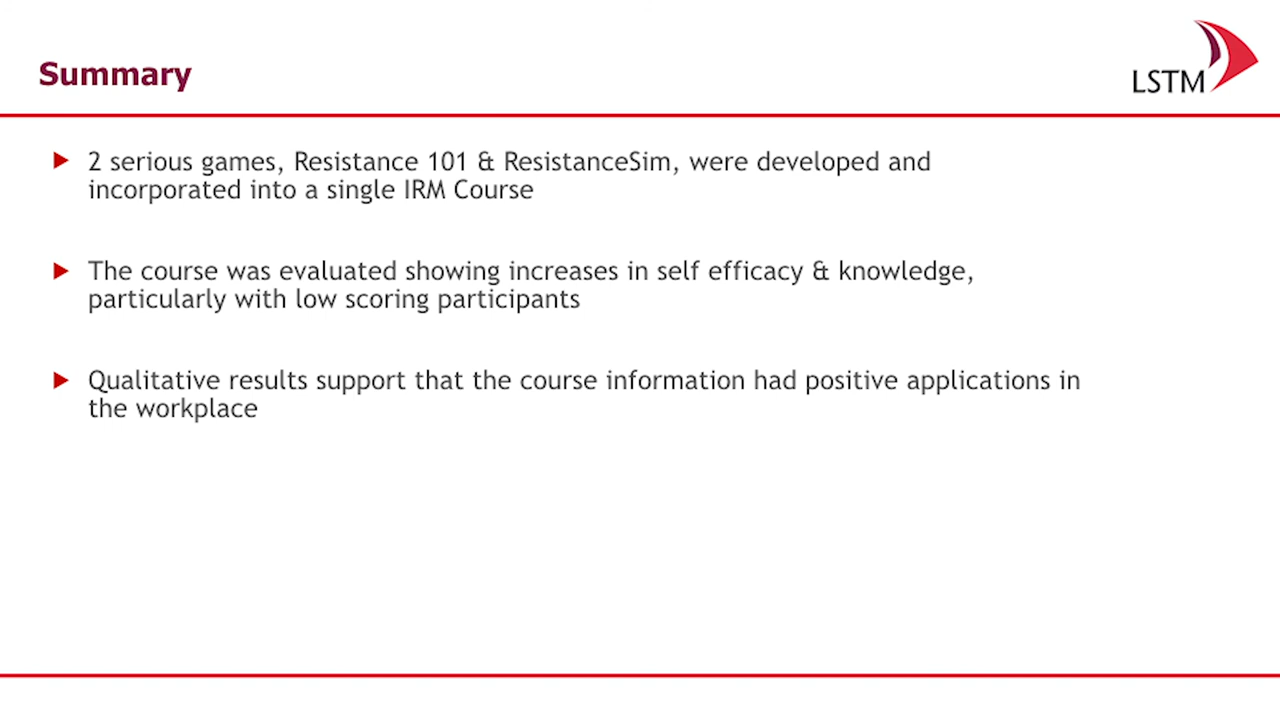 Summary
LSTM
2 serious games, Resistance 101 & ResistanceSim, were developed and
incorporated into a single IRM Course
The course was evaluated showing increases in self efficacy & knowledge,
particularly with low scoring participants
Qualitative results support that the course information had positive applications in
the workplace